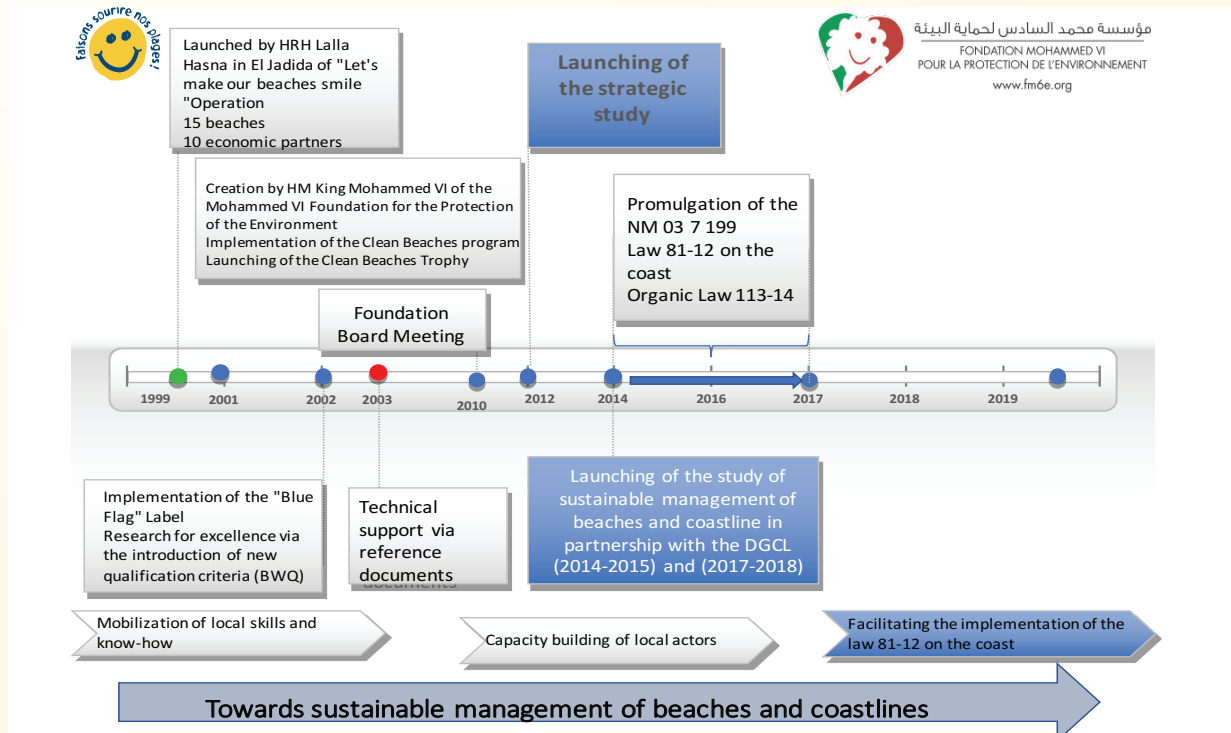 Faisons sourire nos plages!
Launched by HRH Lalla
Hasna in El Jadida of "Let's
make our beaches smile
"Operation
15 beaches
10 economic partners
Launching of
the strategic
study
مؤسسة محمد السادس لحماية البيئة
FONDATION MOHAMMED VI
POUR LA PROTECTION DE L'ENVIRONNEMENT
www.fm6e.org
Creation by HM King Mohammed VI of the
Mohammed VI Foundation for the Protection
of the Environment
Implementation of the Clean Beaches program
Launching of the Clean Beaches Trophy
Promulgation of the
NM 03 7 199
Law 81-12 on the
coast
Organic Law 113-14
Foundation
Board Meeting
1999
2001
2002
2003
2010
2012
2014
2016
2017
2018
2019
Implementation of the "Blue
Flag" Label
Research for excellence via
the introduction of new
qualification criteria (BWQ)
Technical
support via
reference
documents
Launching of the study of
sustainable management of
beaches and coastline in
partnership with the DGCL
(2014-2015) and (2017-2018)
Mobilization of local skills and
know-how
Capacity building of local actors
Facilitating the implementation of the
law 81-12 on the coast
Towards sustainable management of beaches and coastlines